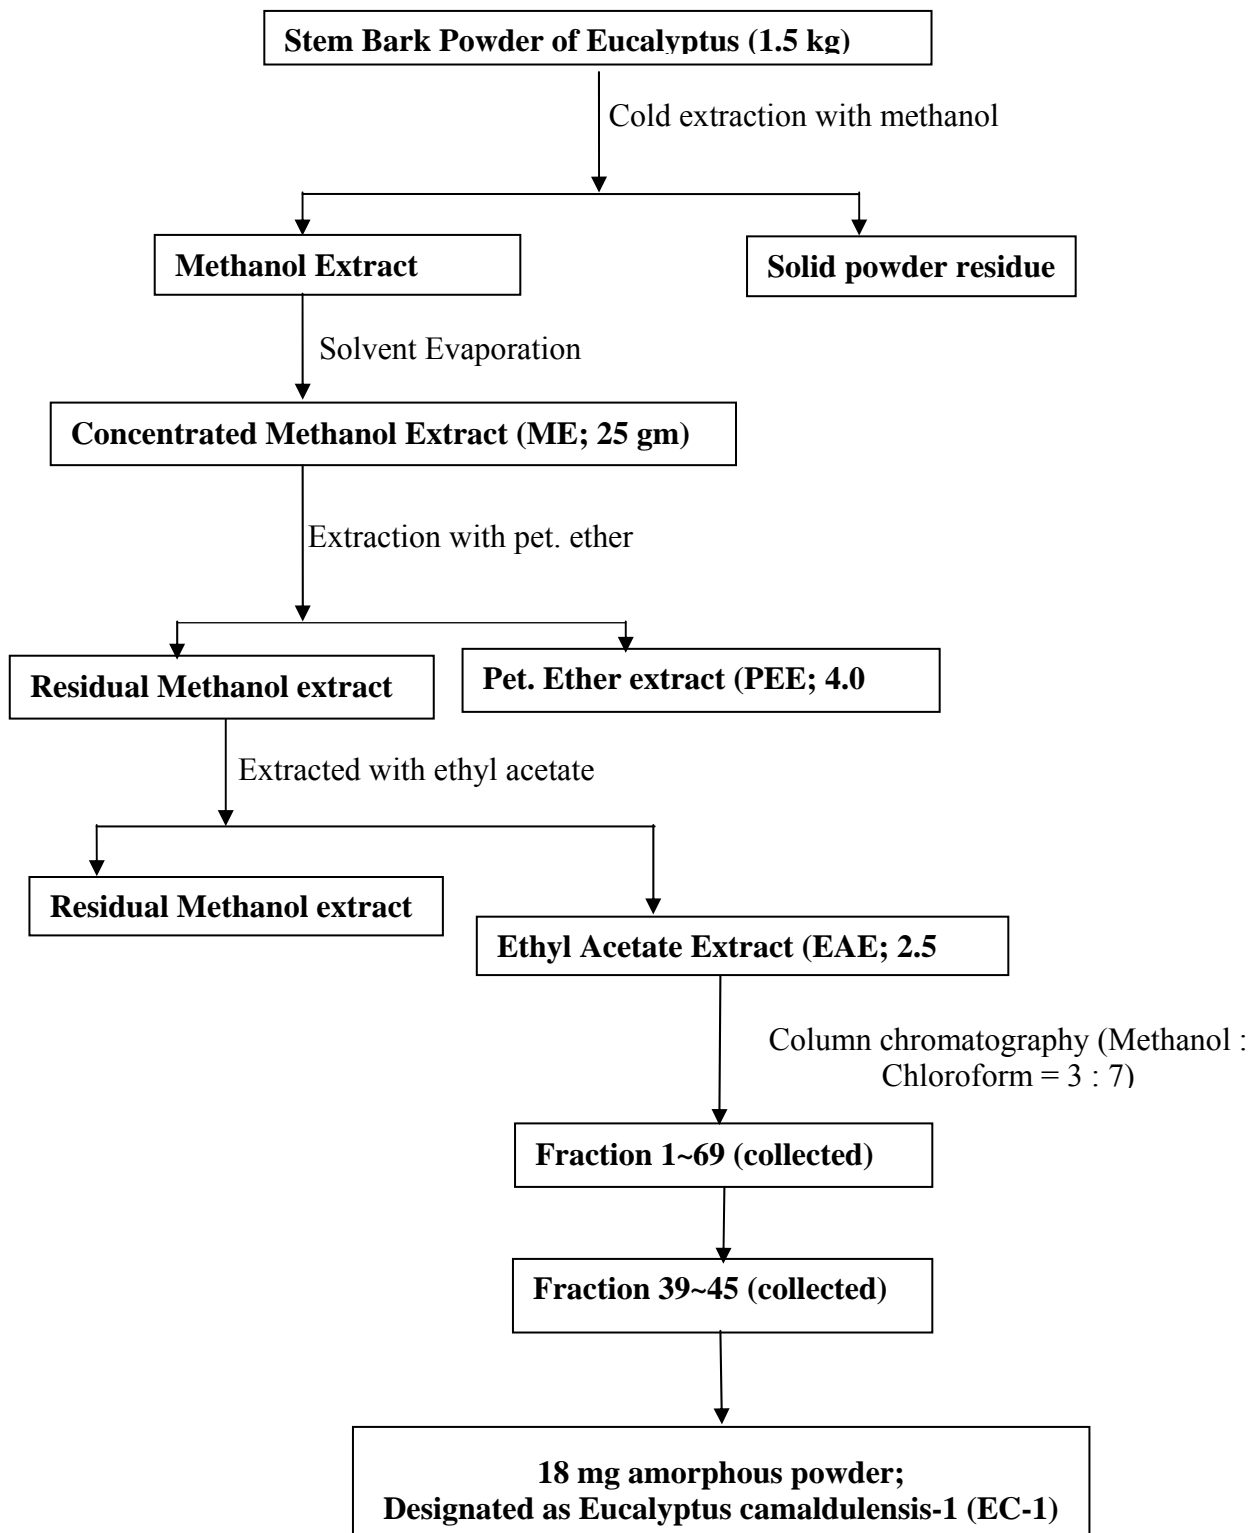 Stem Bark Powder of Eucalyptus (1.5 kg)
Cold extraction with methanol
Methanol Extract
Solid powder residue
Solvent Evaporation
Concentrated Methanol Extract (ME; 25 gm)
Extraction with pet. ether
Residual Methanol extract
Pet. Ether extract (PEE; 4.0
Extracted with ethyl acetate
Residual Methanol extract
Ethyl Acetate Extract (EAE; 2.5
Column chromatography (Methanol :
Chloroform = 3 : 7)
Fraction 1~69 (collected)
Fraction 39~45 (collected)
18 mg amorphous powder;
Designated as Eucalyptus camaldulensis-1 (EC-1)